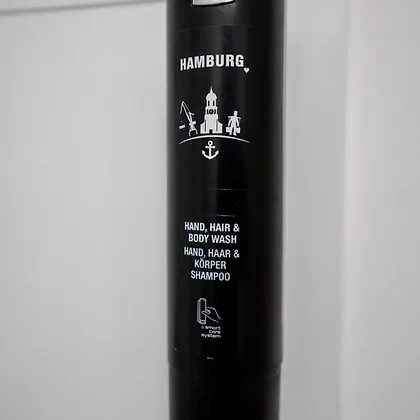 HAMBURG
HAND, HAIR &
BODY WASH
HAND, HAAR &
KÖRPER
SHAMPOO
smart
care
system